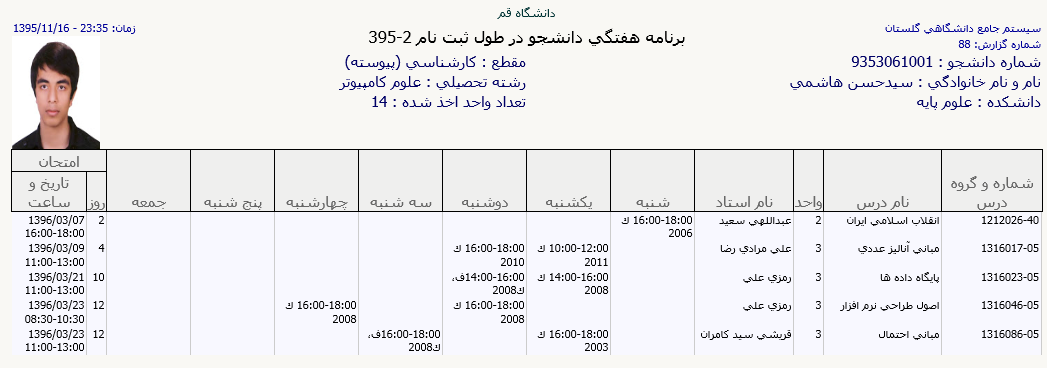 دانشگاه قم
سيستم جامع دانشگاهي گلستان
زمان: 23:35 - 1395/11/16
شماره گزارش: 88
برنامه هفتگي دانشجو در طول ثبت نام 2-395
شماره دانشجو : 9353061001
مقطع : کارشناسي (پيوسته)
نام و نام خانوادگي : سيدحسن هاشمي
رشته تحصيلي : علوم کامپيوتر
دانشکده : علوم پايه
تعداد واحد اخذ شده : 14
شماره و گروه درس نام درس واحد نام استاد شنبه يکشنبه دوشنبه سه شنبه چهارشنبه پنج شنبه جمعه امتحان
روز تاريخ و ساعت
1212026-40 انقلاب اسلامي ايران 2 عبداللهي سعيد 16:00-18:00 ک 2 1396/03/07
2006 16:00-18:00
1316017-05 مباني آناليز عددي 3 علي مرادي رضا 10:00-12:00 ک 16:00-18:00 ک 4 1396/03/09
2011 2010 11:00-13:00
1316023-05 پايگاه داده ها 3 رمزي علي 14:00-16:00 ک 14:00-16:00ف، 10 1396/03/21
2008 ک2008 11:00-13:00
1316046-05 اصول طراحي نرم افزار 3 رمزي علي 16:00-18:00 ک 16:00-18:00 ک 12 1396/03/23
2008 2008 08:30-10:30
1316086-05 مباني احتمال 3 قريشي سيد کامران 16:00-18:00 ک 16:00-18:00ف، 12 1396/03/23
2003 ک2008 11:00-13:00